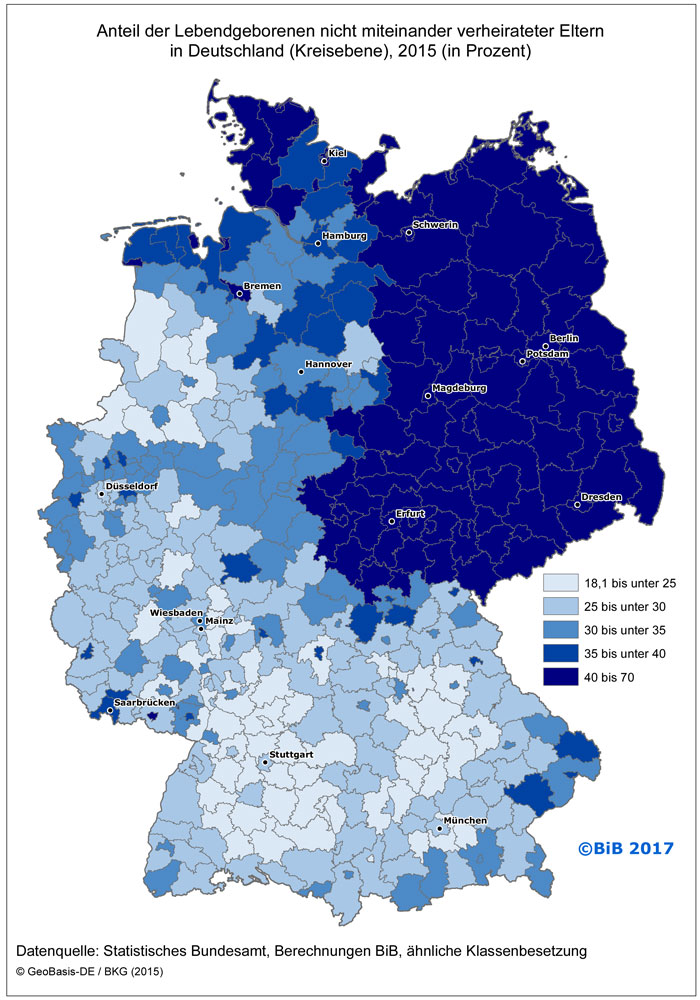 Anteil der Lebendgeborenen nicht miteinander verheirateter Eltern
in Deutschland (Kreisebene), 2015 (in Prozent)
Kiel
Schwerin
Hamburg
Bremen
Berlin
Potsdam
Hannover
Magdeburg
Düsseldorf
Dresden
Erfurt
18,1 bis unter 25
25 bis unter 30
30 bis unter 35
35 bis unter 40
40 bis 70
Wiesbaden
Mainz
Saarbrücken
Stuttgart
München
©BiB 2017
Datenquelle: Statistisches Bundesamt, Berechnungen BiB, ähnliche Klassenbesetzung
© GeoBasis-DE / BKG (2015)